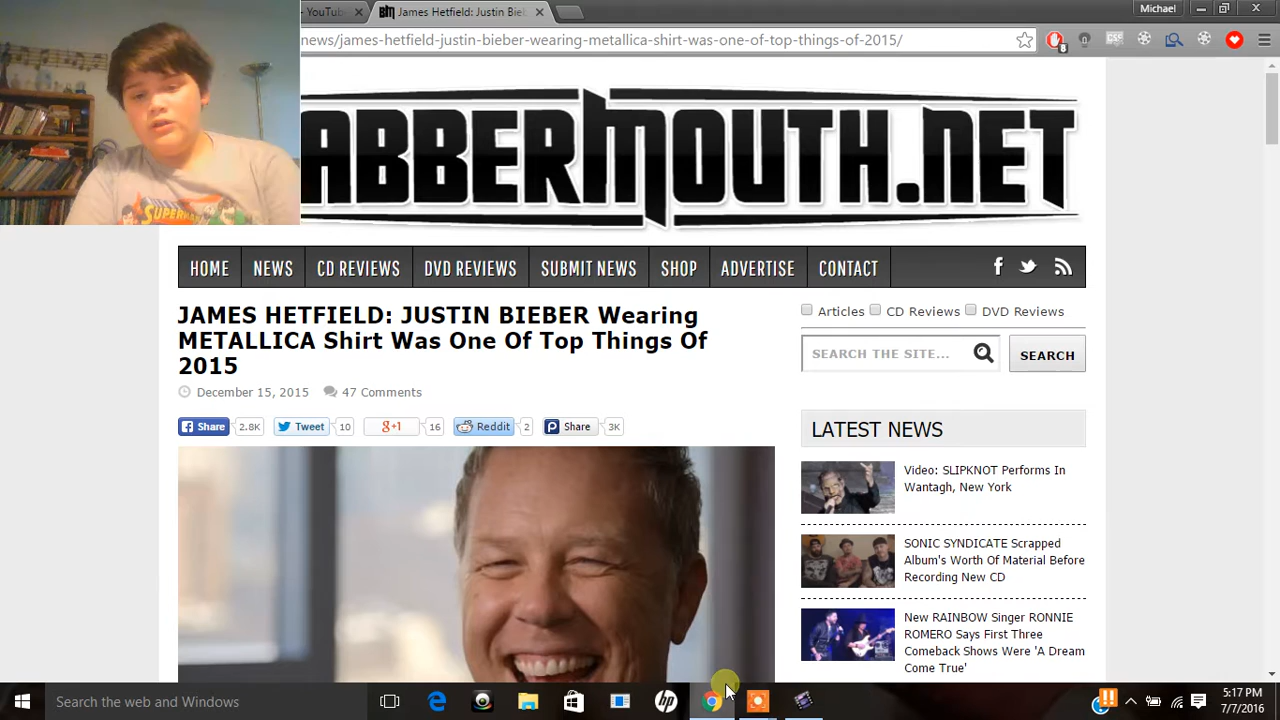 - YouTube
James Hetfield: Justin Bie
Michael
news/james-hetfield-justin-bieber-wearing-metallica-shirt-was-one-of-top-things-of-2015/
8
SUPERMAN
ABBERMOUTH.NET
HOME NEWS CD REVIEWS DVD REVIEWS SUBMIT NEWS SHOP ADVERTISE CONTACT
JAMES HETFIELD: JUSTIN BIEBER Wearing
METALLICA Shirt Was One Of Top Things Of
2015
December 15, 2015 47 Comments
Share 2.8K Tweet 10 g+1 16 Reddit 2 Share 3K
Articles CD Reviews DVD Reviews
SEARCH THE SITE... SEARCH
LATEST NEWS
Video: SLIPKNOT Performs In
Wantagh, New York
SONIC SYNDICATE Scrapped
Album's Worth Of Material Before
Recording New CD
New RAINBOW Singer RONNIE
ROMERO Says First Three
Comeback Shows Were 'A Dream
Come True'
Search the web and Windows
hp
5:17 PM
7/7/2016